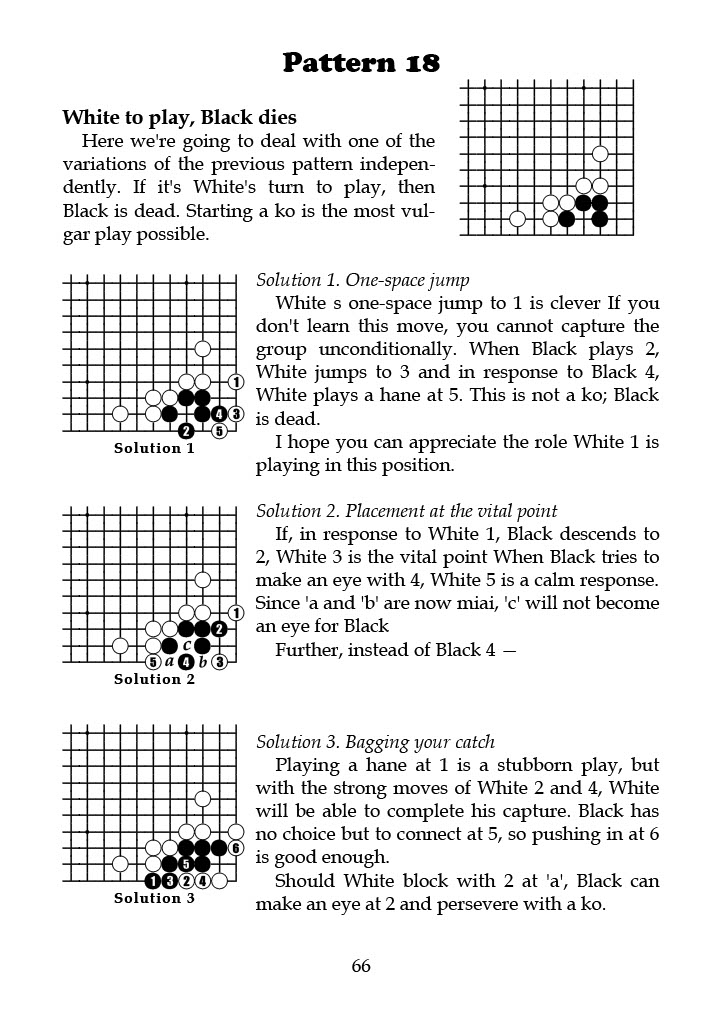 Pattern 18
White to play, Black dies
Here we're going to deal with one of the
variations of the previous pattern indepen-
dently. If it's White's turn to play, then
Black is dead. Starting a ko is the most vul-
gar play possible.
Solution 1. One-space jump
White s one-space jump to 1 is clever If you
don't learn this move, you cannot capture the
group unconditionally. When Black plays 2,
White jumps to 3 and in response to Black 4,
White plays a hane at 5. This is not a ko; Black
is dead.
I hope you can appreciate the role White 1 is
playing in this position.
1
4 3
2 5
Solution 1
Solution 2. Placement at the vital point
If, in response to White 1, Black descends to
2, White 3 is the vital point When Black tries to
make an eye with 4, White 5 is a calm response.
Since 'a and 'b' are now miai, 'c' will not become
an eye for Black
Further, instead of Black 4 —
1
2
c
5 a 4 b 3
Solution 2
Solution 3. Bagging your catch
Playing a hane at 1 is a stubborn play, but
with the strong moves of White 2 and 4, White
will be able to complete his capture. Black has
no choice but to connect at 5, so pushing in at 6
is good enough.
Should White block with 2 at 'a', Black can
make an eye at 2 and persevere with a ko.
6
5
1 3 2 4
Solution 3
66